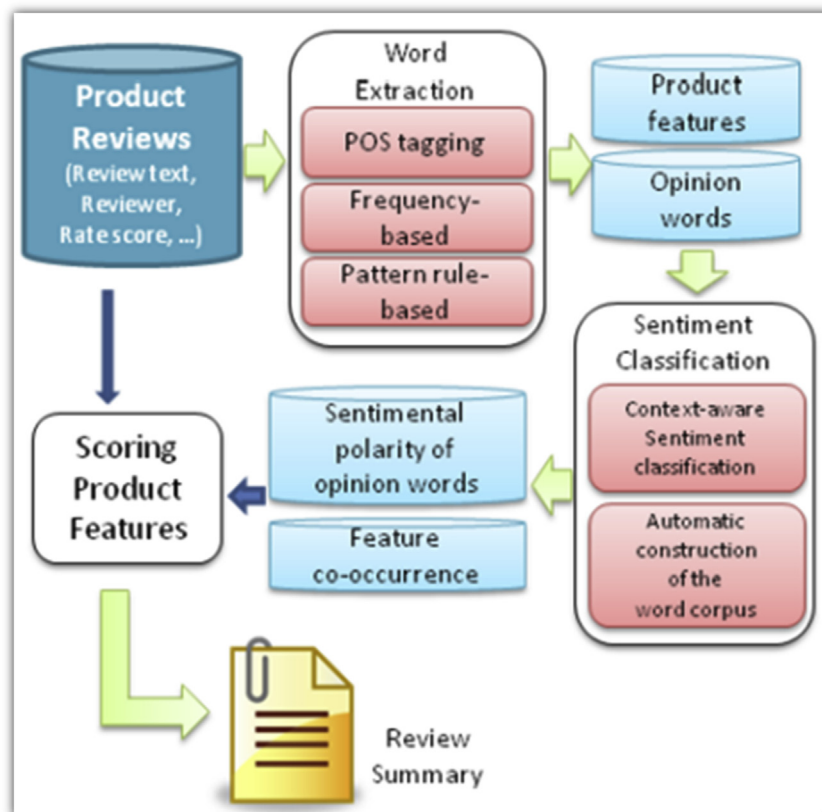 Product
Reviews
(Review text,
Reviewer,
Rate score, ...)
Word
Extraction
POS tagging
Frequency-
based
Pattern rule-
based
Product
features
Opinion
words
Sentiment
Classification
Context-aware
Sentiment
classification
Automatic
construction
of the
word corpus
Sentimental
polarity of
opinion words
Feature
co-occurrence
Scoring
Product
Features
Review
Summary